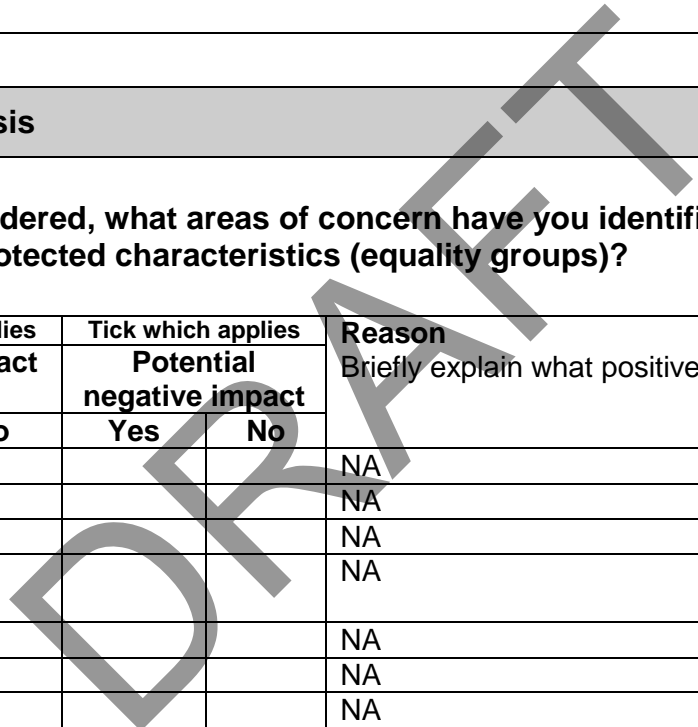 sis
dered, what areas of concern have you identifi
otected characteristics (equality groups)?
lies Tick which applies Reason
act Potential negative impact Briefly explain what positive
o Yes No
NA
NA
NA
NA
NA
NA
NA
DRAFT